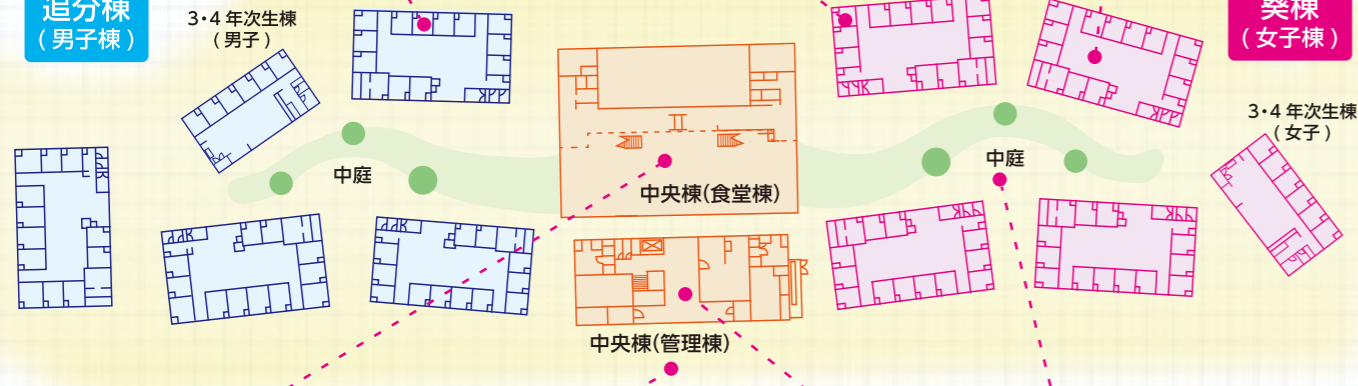 追分棟
(男子棟)
3・4年次生棟
(男子)
葵棟
(女子棟)
3・4年次生棟
(女子)
中庭
中庭
中央棟(食堂棟)
中央棟(管理棟)